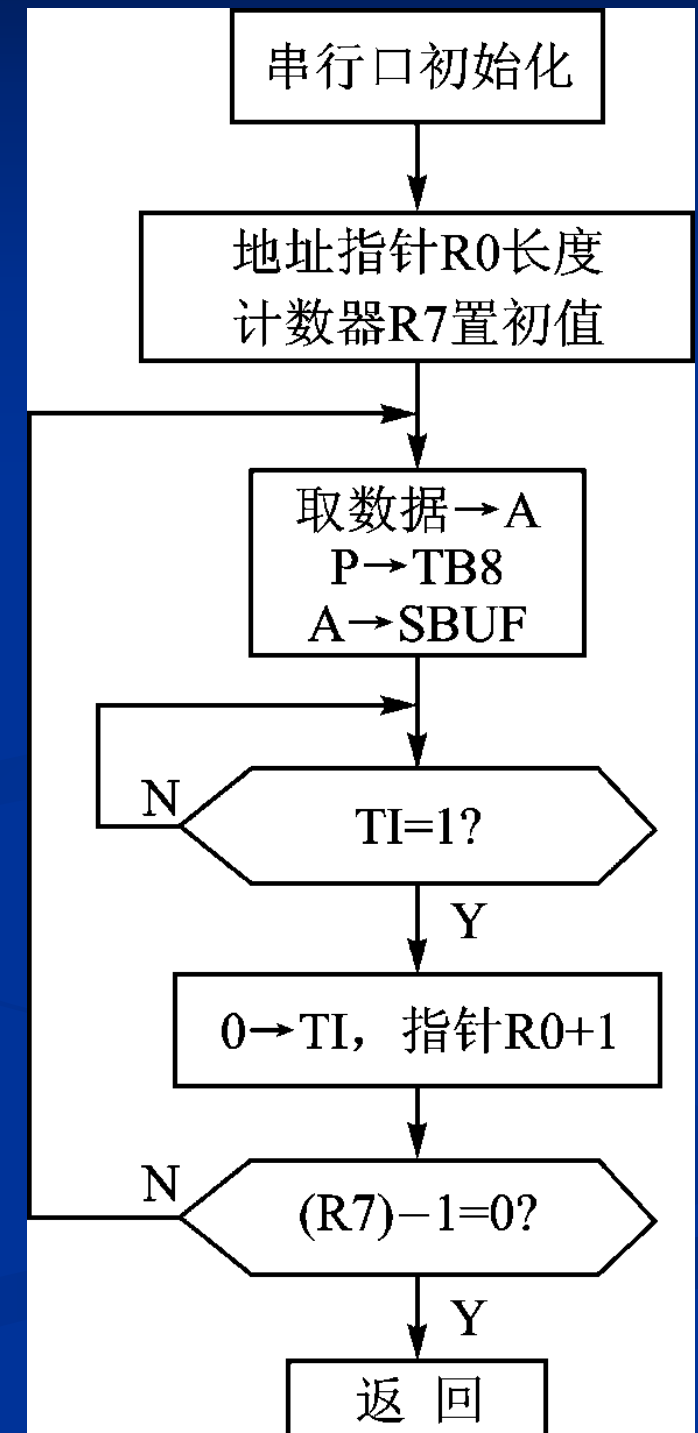 串行口初始化
地址指针R0长度
计数器R7置初值
取数据→A
P→TB8
A→SBUF
N
TI=1?
Y
0→TI，指针R0+1
N
(R7)−1=0?
Y
返 回